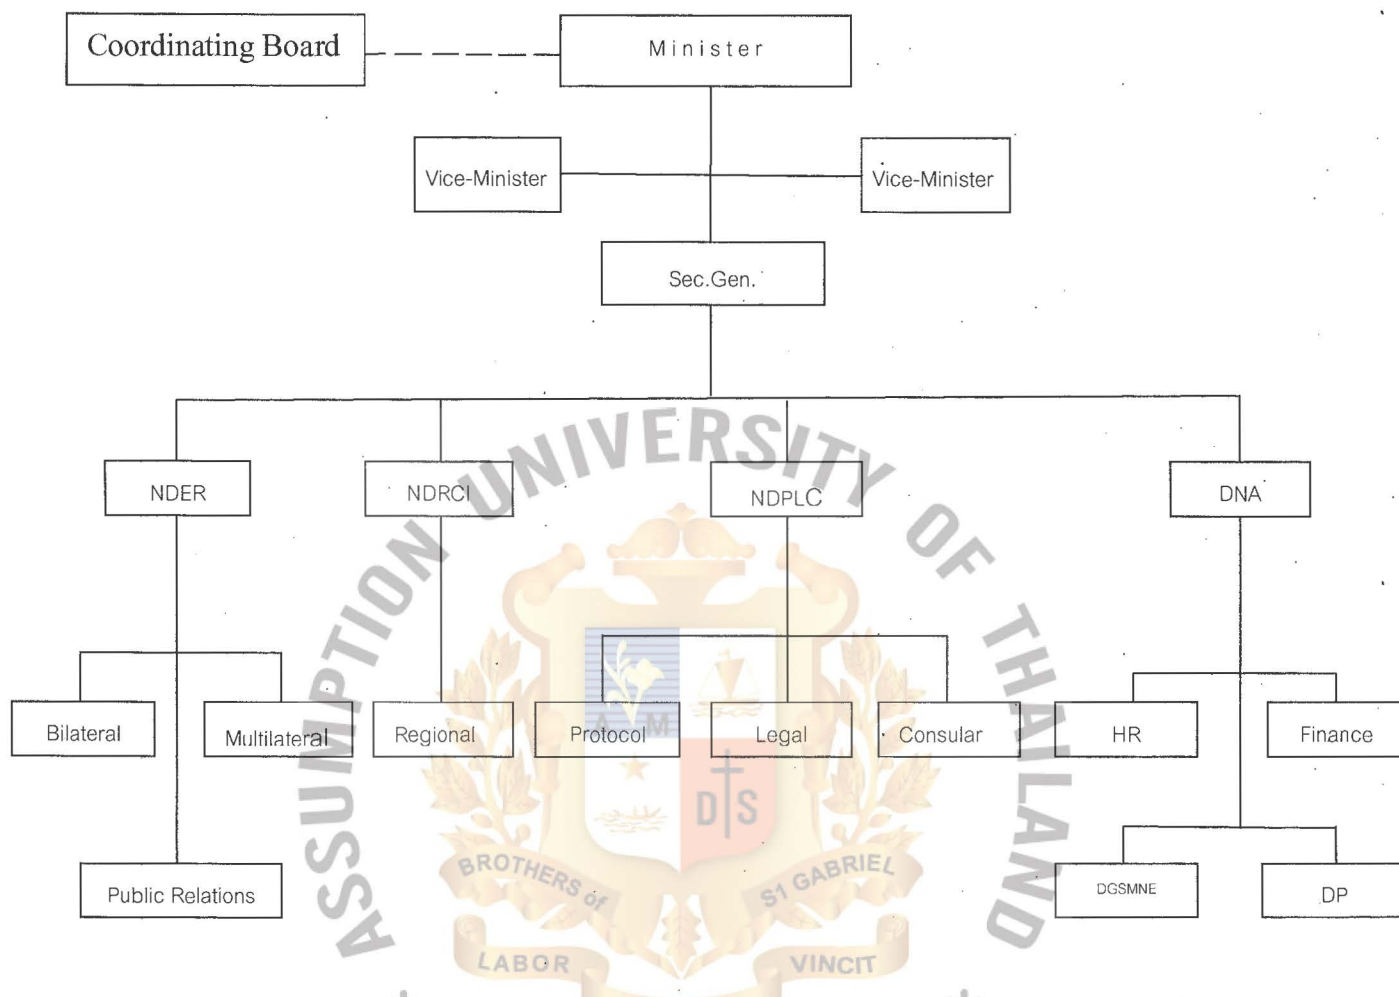 Coordinating Board
Minister
Vice-Minister
Vice-Minister
Sec.Gen.
NDER
NDRCI
NDPLC
DNA
Bilateral
Multilateral
Regional
Protocol
Legal
Consular
HR
Finance
Public Relations
DGSMNE
DP
ASSUMPTION UNIVERSITY OF THAILAND
A M
D S
BROTHERS of
S1 GABRIEL
LABOR
VINCIT